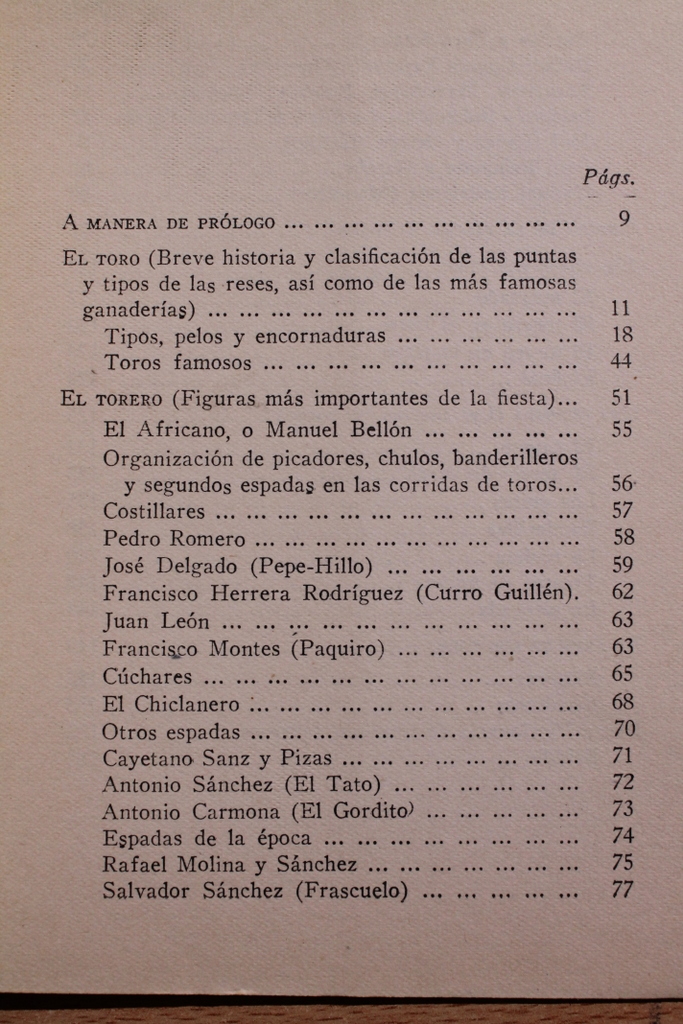 Págs.
A MANERA DE PRÓLOGO ... ... ... ... ... ... ... ... ... ... 9
EL TORO (Breve historia y clasificación de las puntas
y tipos de las reses, así como de las más famosas
ganaderías) ... ... ... ... ... ... ... ... ... ... ... ... ... 11
Tipos, pelos y encornaduras ... ... ... ... ... ... 18
Toros famosos ... ... ... ... ... ... ... ... ... ... ... 44
EL TORERO (Figuras más importantes de la fiesta)... 51
El Africano, o Manuel Bellón ... ... ... ... ... 55
Organización de picadores, chulos, banderilleros
y segundos espadas en las corridas de toros... 56
Costillares ... ... ... ... ... ... ... ... ... ... ... ... ... 57
Pedro Romero ... ... ... ... ... ... ... ... ... ... ... 58
José Delgado (Pepe-Hillo) ... ... ... ... ... ... ... 59
Francisco Herrera Rodríguez (Curro Guillén). 62
Juan León ... ... ... ... ... ... ... ... ... ... ... ... 63
Francisco Montes (Paquiro) ... ... ... ... ... ... 63
Cúchares ... ... ... ... ... ... ... ... ... ... ... ... ... 65
El Chiclanero ... ... ... ... ... ... ... ... ... ... ... 68
Otros espadas ... ... ... ... ... ... ... ... ... ... ... 70
Cayetano Sanz y Pizas ... ... ... ... ... ... ... ... 71
Antonio Sánchez (El Tato) ... ... ... ... ... ... 72
Antonio Carmona (El Gordito) ... ... ... ... ... 73
Espadas de la época ... ... ... ... ... ... ... ... ... 74
Rafael Molina y Sánchez ... ... ... ... ... ... ... 75
Salvador Sánchez (Frascuelo) ... ... ... ... ... 77